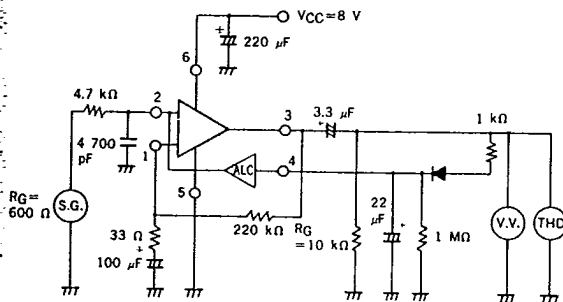 VCC=8 V
+
220 µF
6
4.7 kΩ
2
3
3.3 µF
+
1 kΩ
4 700
pF
1
ALC
4
5
RG=
600 Ω
S.G.
33 Ω
+
100 µF
220 kΩ
RG
=10 kΩ
22
µF
+
1 MΩ
V.V.
THD